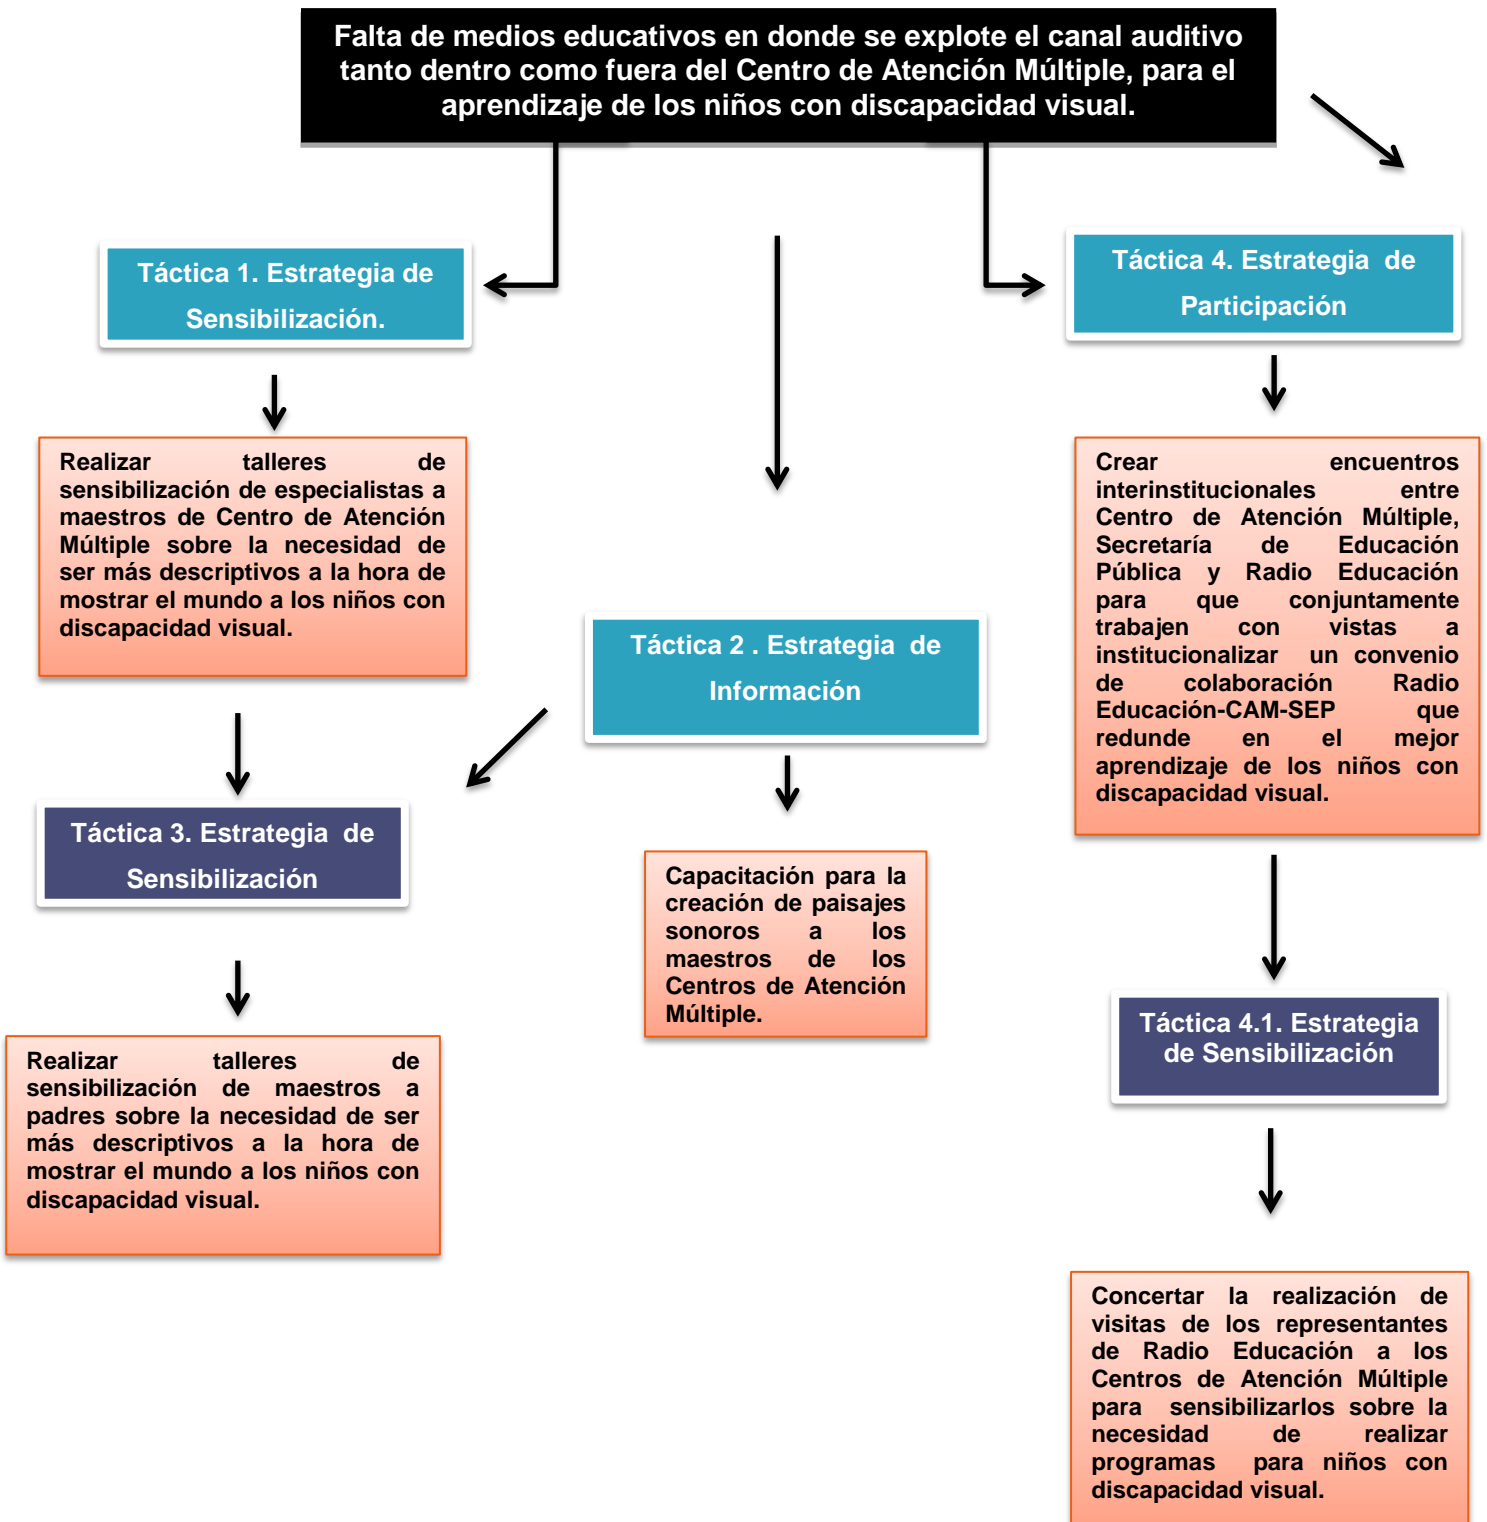 Falta de medios educativos en donde se explote el canal auditivo
tanto dentro como fuera del Centro de Atención Múltiple, para el
aprendizaje de los niños con discapacidad visual.
Táctica 1. Estrategia de
Sensibilización.
Realizar talleres de
sensibilización de especialistas a
maestros de Centro de Atención
Múltiple sobre la necesidad de
ser más descriptivos a la hora de
mostrar el mundo a los niños con
discapacidad visual.
Táctica 3. Estrategia de
Sensibilización
Realizar talleres de
sensibilización de maestros a
padres sobre la necesidad de ser
más descriptivos a la hora de
mostrar el mundo a los niños con
discapacidad visual.
Táctica 2 . Estrategia de
Información
Capacitación para la
creación de paisajes
sonoros a los
maestros de los
Centros de Atención
Múltiple.
Táctica 4. Estrategia de
Participación
Crear encuentros
interinstitucionales entre
Centro de Atención Múltiple,
Secretaría de Educación
Pública y Radio Educación
para que conjuntamente
trabajen con vistas a
institucionalizar un convenio
de colaboración Radio
Educación-CAM-SEP que
redunde en el mejor
aprendizaje de los niños con
discapacidad visual.
Táctica 4.1. Estrategia
de Sensibilización
Concertar la realización de
visitas de los representantes
de Radio Educación a los
Centros de Atención Múltiple
para sensibilizarlos sobre la
necesidad de realizar
programas para niños con
discapacidad visual.